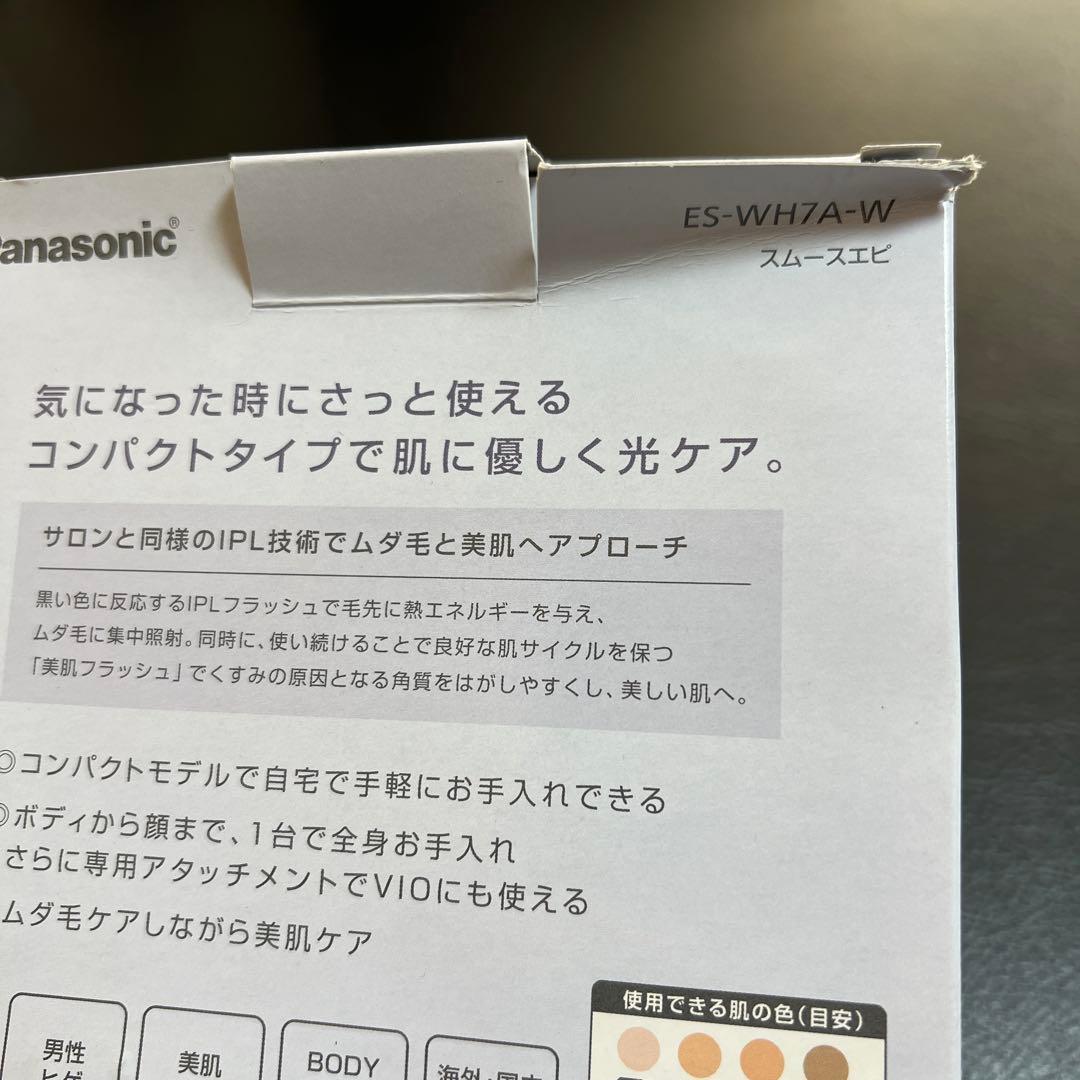 Panasonic®
ES-WH7A-W
スムースエピ
気になった時にさっと使える
コンパクトタイプで肌に優しく光ケア。
サロンと同様のIPL技術でムダ毛と美肌へアプローチ
黒い色に反応するIPLフラッシュで毛先に熱エネルギーを与え、
ムダ毛に集中照射。同時に、使い続けることで良好な肌サイクルを保つ
「美肌フラッシュ」でくすみの原因となる角質をはがしやすくし、美しい肌へ。
◎コンパクトモデルで自宅で手軽にお手入れできる
◎ボディから顔まで、1台で全身お手入れ
さらに専用アタッチメントでVIOにも使える
ムダ毛ケアしながら美肌ケア
使用できる肌の色(目安)
男性
ヒゲ
美肌
BODY
海外・国内